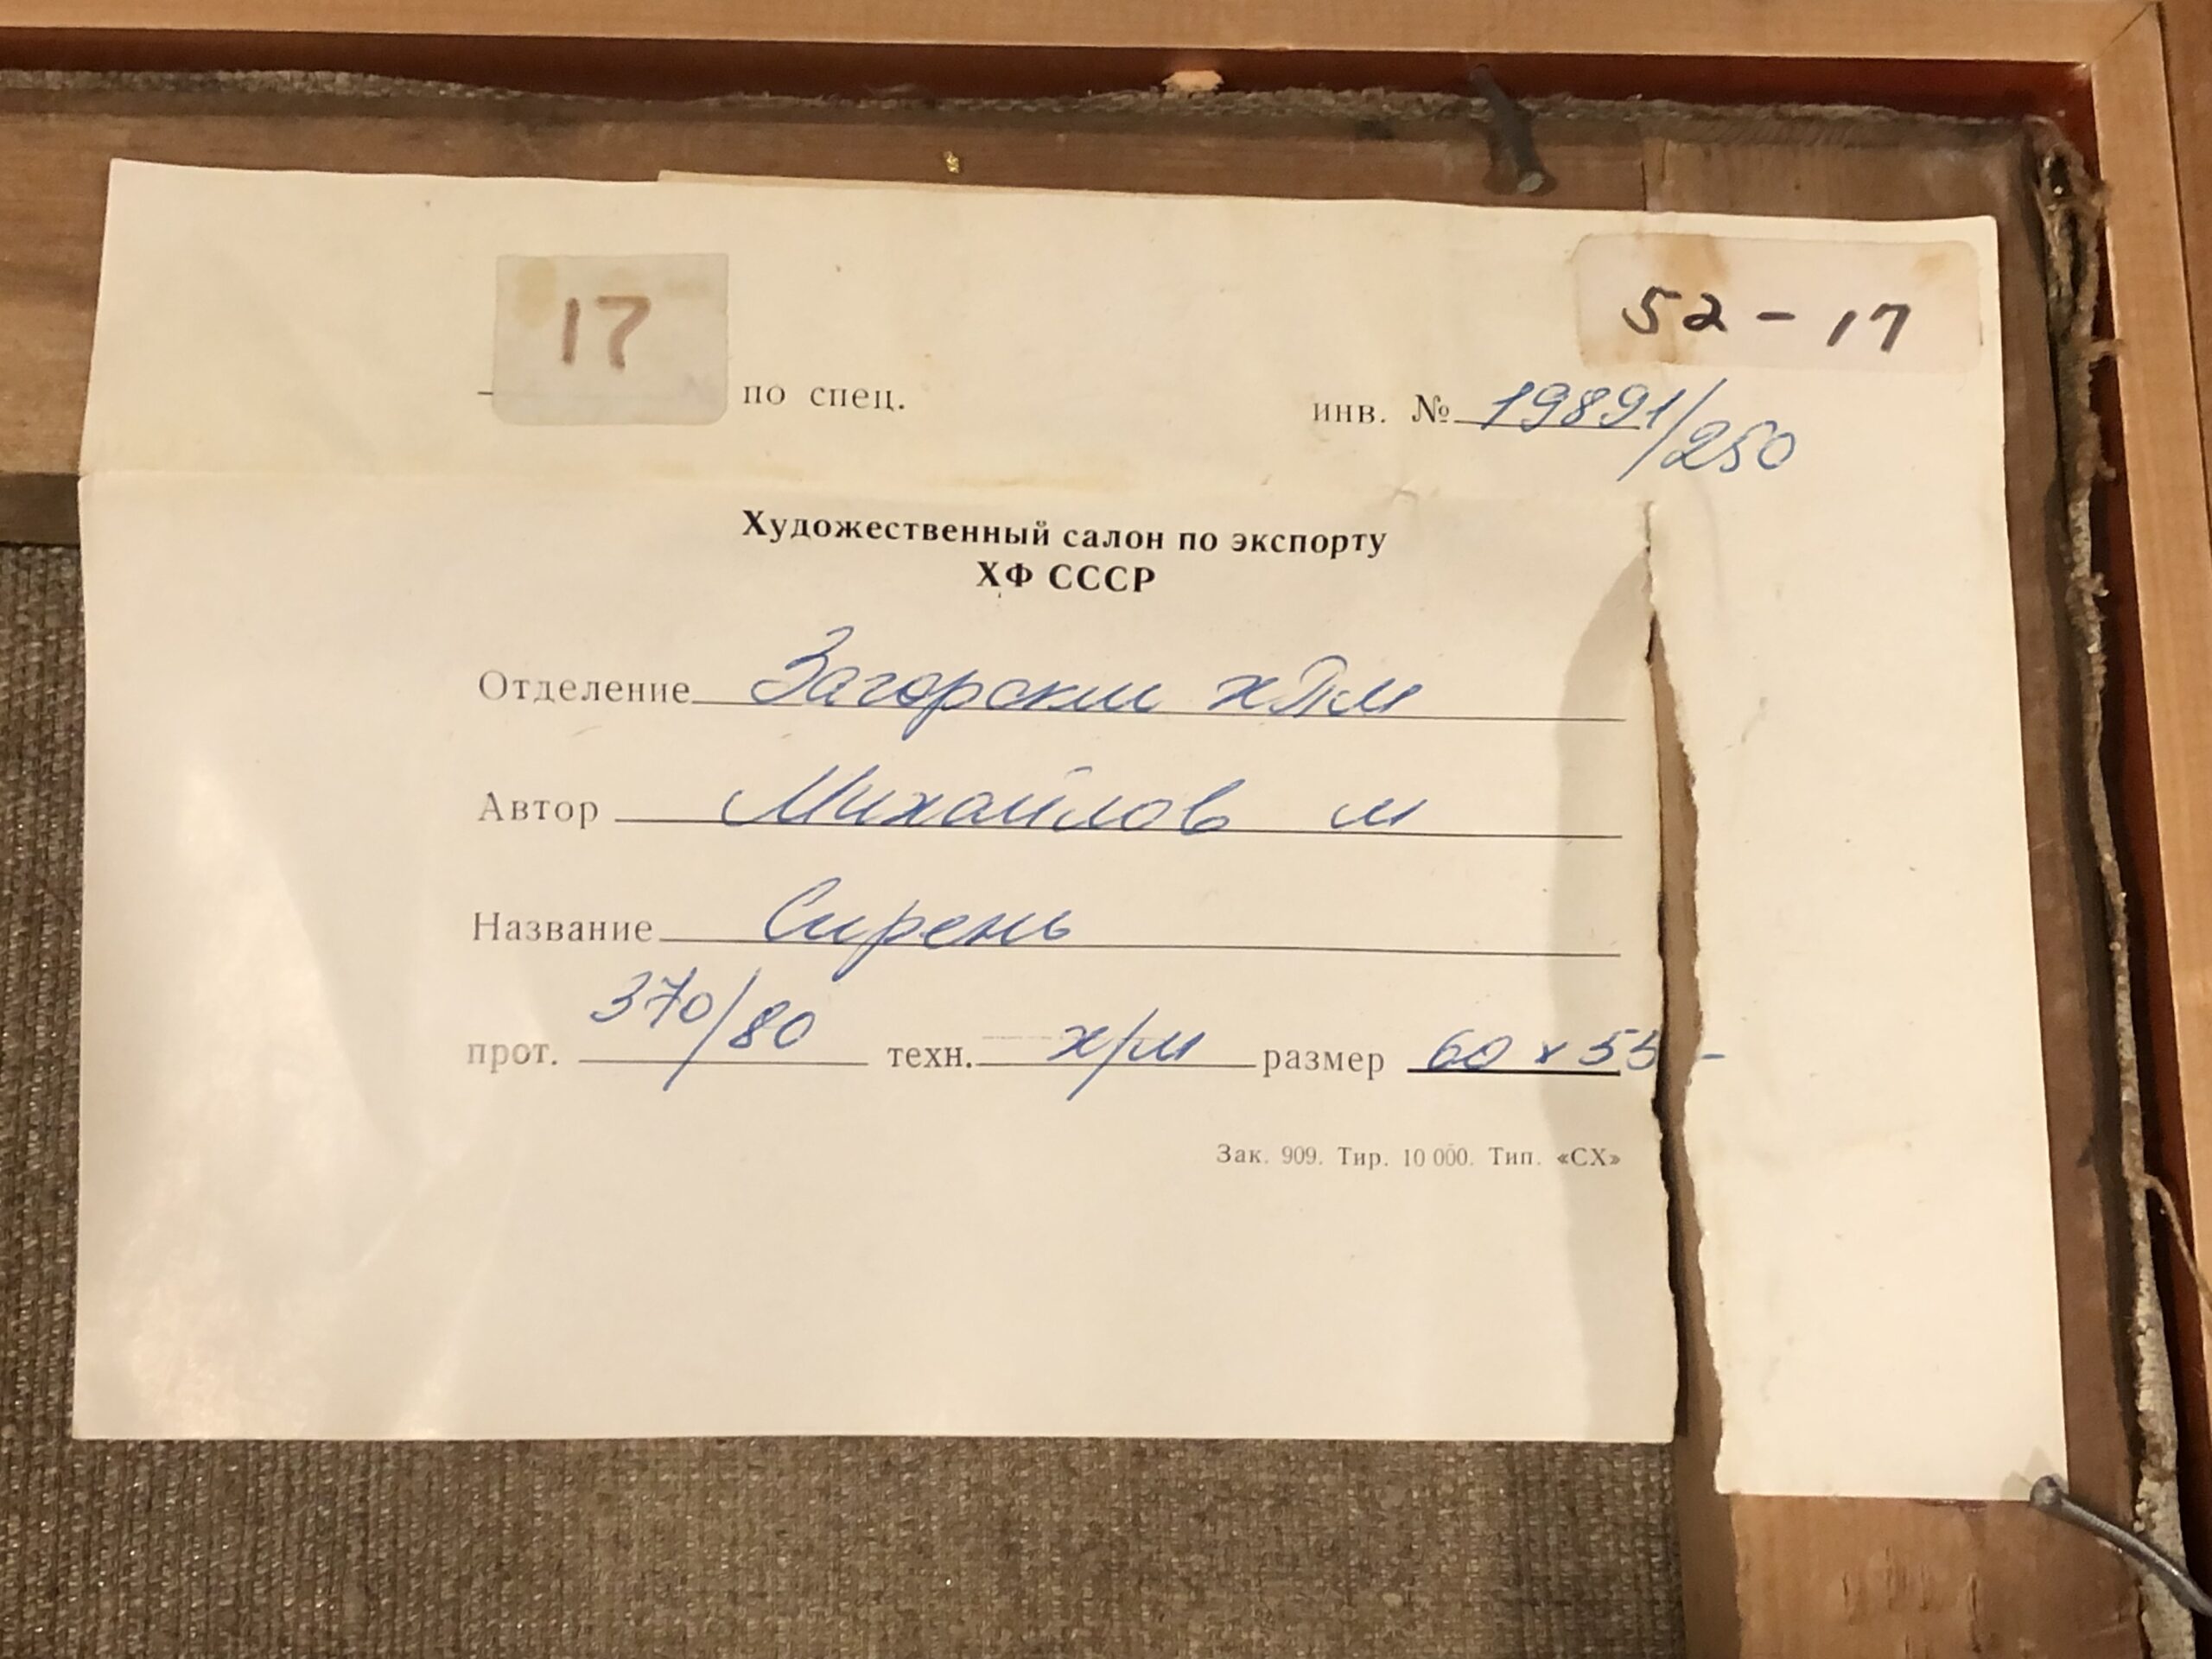 17
52-17
по спец.
инв. № 19891/250
Художественный салон по экспорту
ХФ СССР
Отделение Загорский ХПМ
Автор Михайлов М
Название Сирень
прот. 370/80 техн. х/м размер 60 x 55 -
Зак. 909. Тир. 10 000. Тип. «СХ»